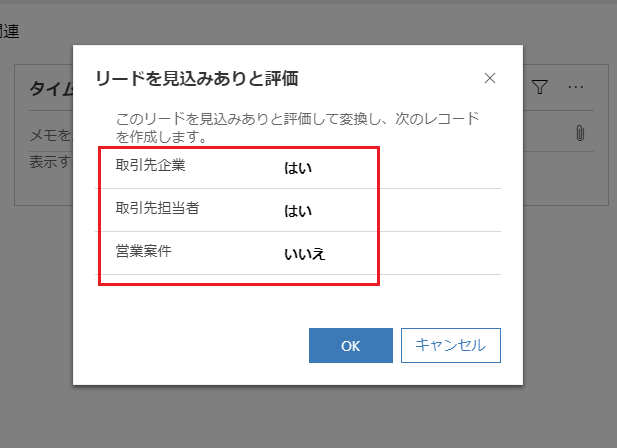 関連
リードを見込みありと評価
タイム
このリードを見込みありと評価して変換し、次のレコード
を作成します。
メモを
表示す
取引先企業 はい
取引先担当者 はい
営業案件 いいえ
OK キャンセル